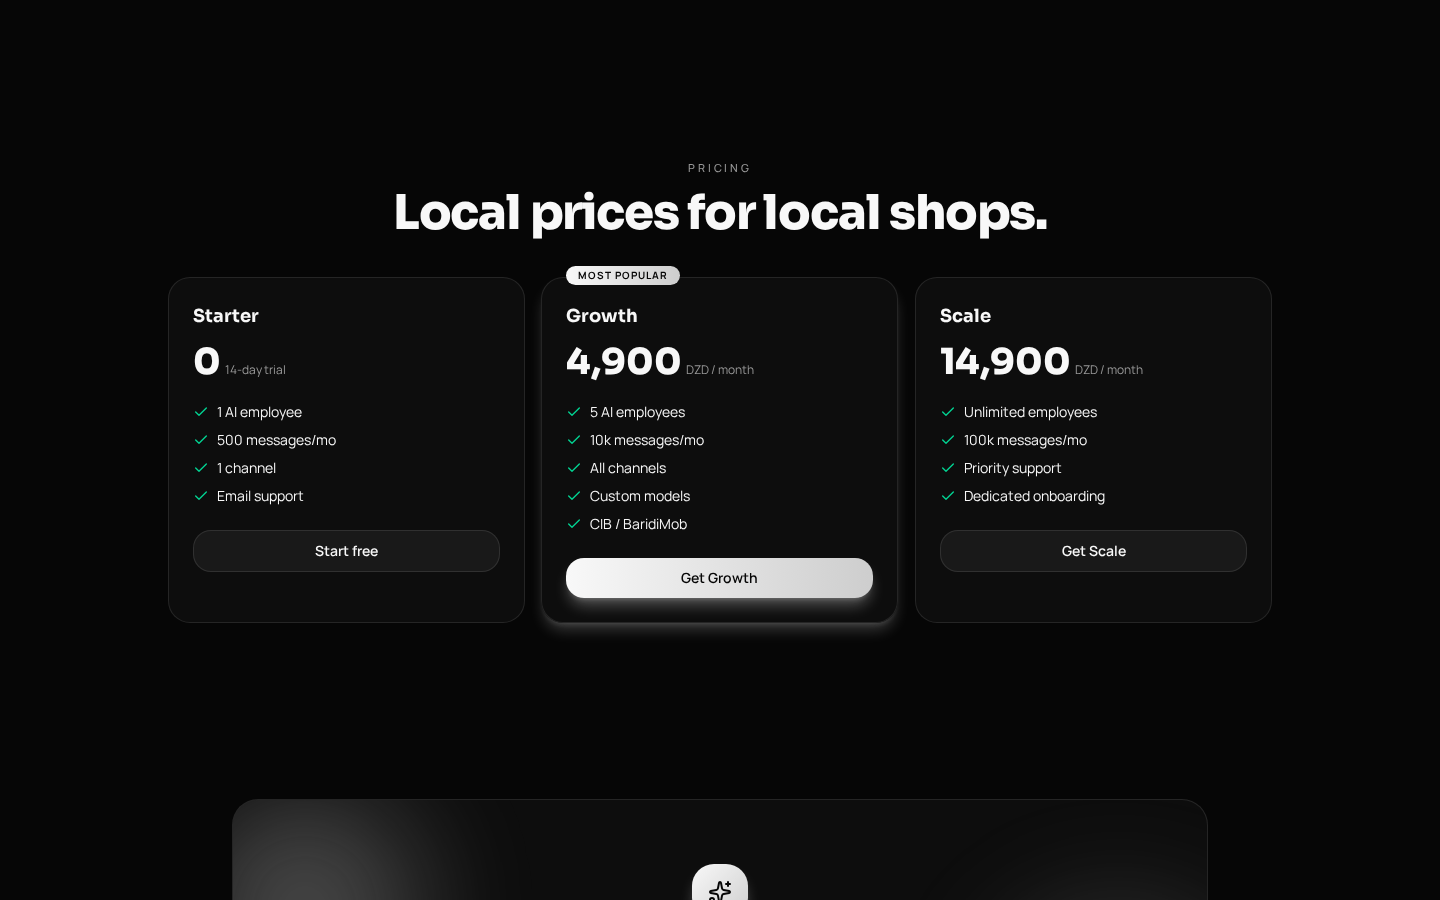 PRICING
Local prices for local shops.
MOST POPULAR
Starter
0 14-day trial
1 AI employee
500 messages/mo
1 channel
Email support
Start free
Growth
4,900 DZD / month
5 AI employees
10k messages/mo
All channels
Custom models
CIB / BaridiMob
Get Growth
Scale
14,900 DZD / month
Unlimited employees
100k messages/mo
Priority support
Dedicated onboarding
Get Scale